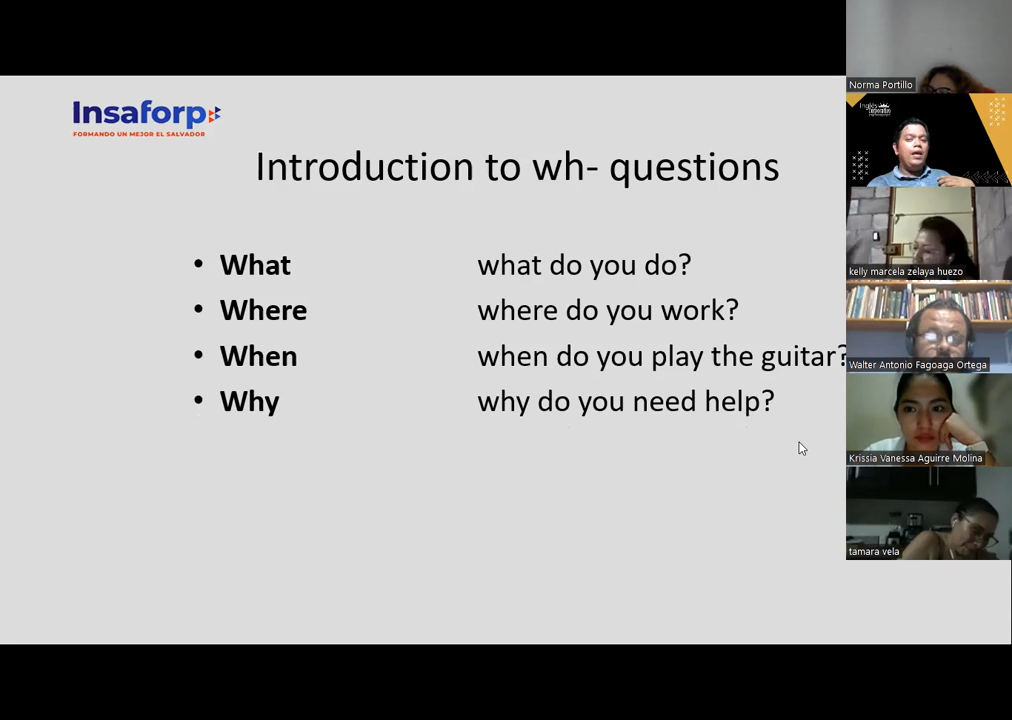 Insaforp
FORMANDO UN MEJOR EL SALVADOR
Introduction to wh- questions
• What what do you do?
• Where where do you work?
• When when do you play the guitar?
• Why why do you need help?
Norma Portillo
Inglés
Corporativo
kelly marcela zelaya huezo
Walter Antonio Fagoaga Ortega
Krissia Vanessa Aguirre Molina
tamara vela